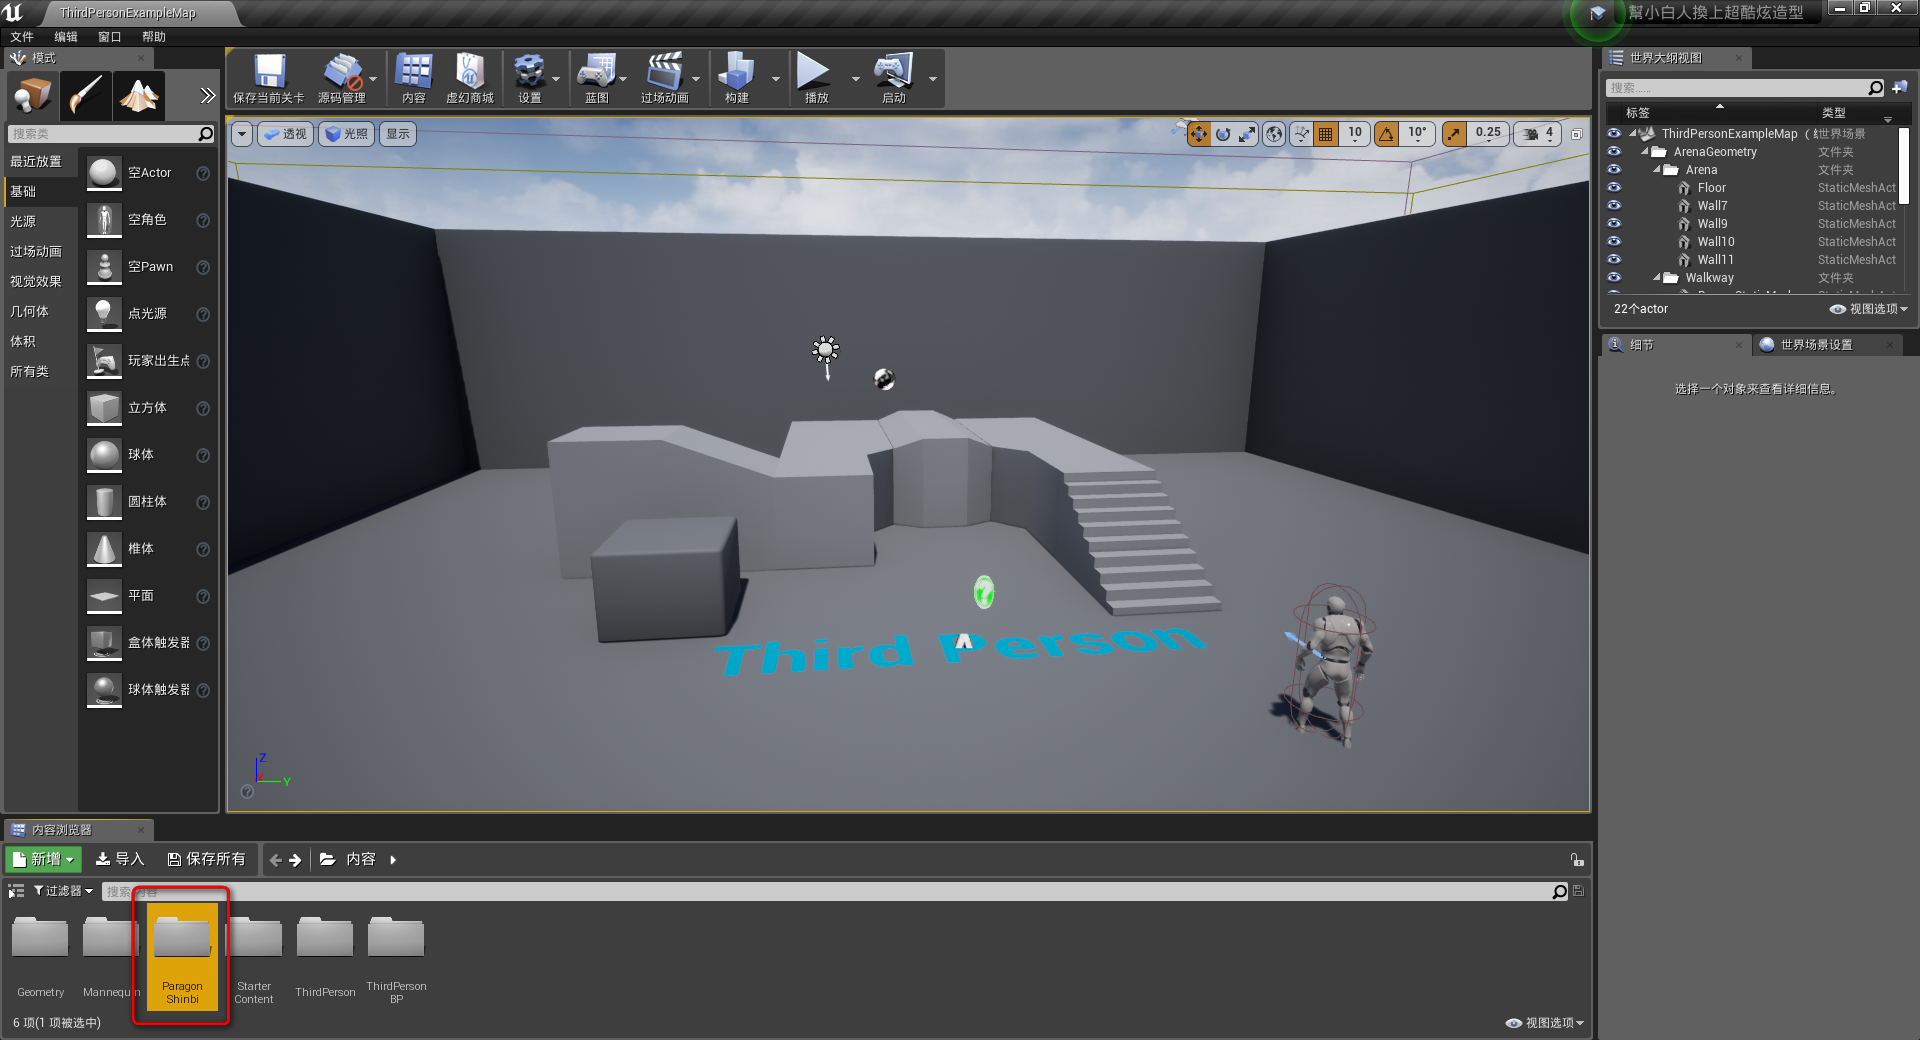 ThirdPersonExampleMap
幫小白人換上超酷炫造型
文件 编辑 窗口 帮助
模式
搜索类
最近放置
基础
光源
过场动画
视觉效果
几何体
体积
所有类
空Actor
空角色
空Pawn
点光源
玩家出生点
立方体
球体
圆柱体
椎体
平面
盒体触发器
球体触发器
保存当前关卡 源码管理 内容 虚幻商城 设置 蓝图 过场动画 构建 播放 启动
透视 光照 显示
10 10° 0.25 4
Third Person
Z
X
Y
世界大纲视图
搜索......
标签 类型
ThirdPersonExampleMap 世界场景
ArenaGeometry 文件夹
Arena 文件夹
Floor StaticMeshAct
Wall7 StaticMeshAct
Wall9 StaticMeshAct
Wall10 StaticMeshAct
Wall11 StaticMeshAct
Walkway 文件夹
22个actor 视图选项
细节 世界场景设置
选择一个对象来查看详细信息。
内容浏览器
新增 导入 保存所有 内容
过滤器 搜索 内容
Geometry
Mannequin
Paragon
Shinbi
Starter
Content
ThirdPerson
ThirdPerson
BP
6 项(1 项被选中) 视图选项